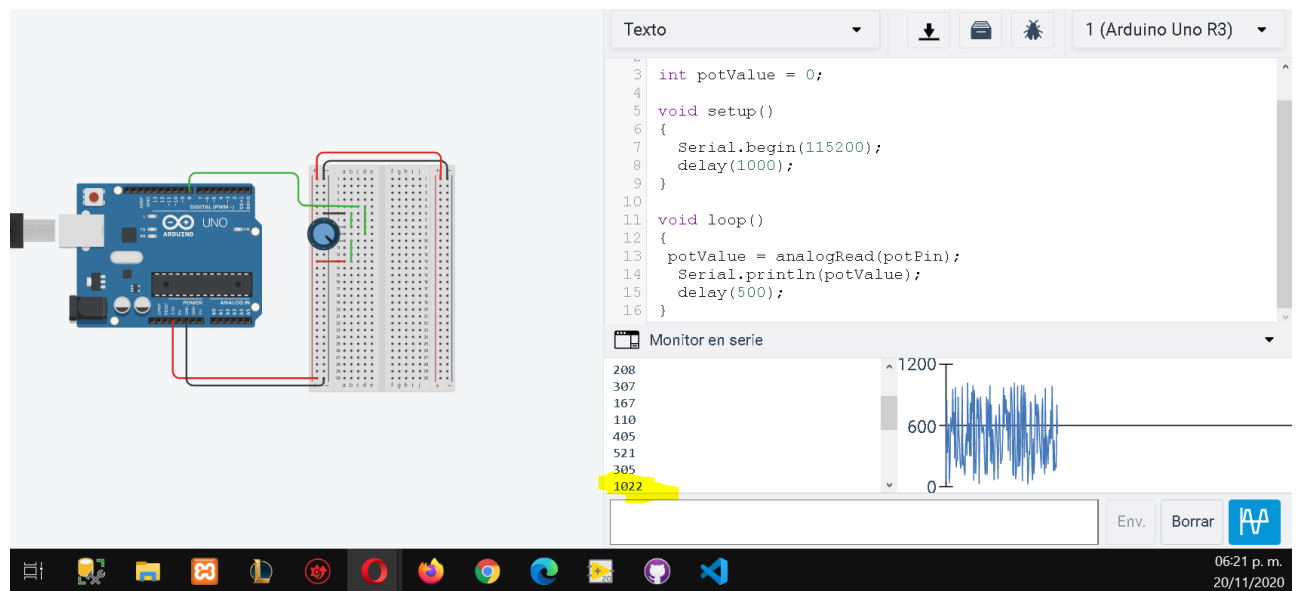 Texto
1 (Arduino Uno R3)
3 int potValue = 0;
4
5 void setup()
6 {
7 Serial.begin(115200);
8 delay(1000);
9 }
10
11 void loop()
12 {
13 potValue = analogRead(potPin);
14 Serial.println(potValue);
15 delay(500);
16 }
Monitor en serie
208
307
167
110
405
521
305
1022
1200
600
0
Env.
Borrar
DIGITAL (PWM~)
UNO
ARDUINO
POWER
ANALOG IN
a b c d e
f g h i j
a b c d e
f g h i j
20
06:21 p. m.
20/11/2020